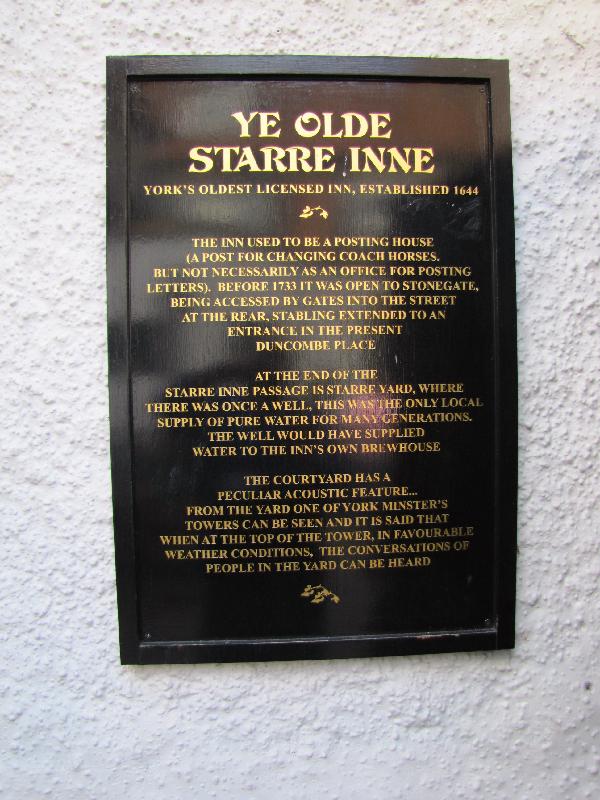 YE OLDE
STARRE INNE
YORK'S OLDEST LICENSED INN, ESTABLISHED 1644
THE INN USED TO BE A POSTING HOUSE
(A POST FOR CHANGING COACH HORSES.
BUT NOT NECESSARILY AS AN OFFICE FOR POSTING
LETTERS). BEFORE 1733 IT WAS OPEN TO STONEGATE,
BEING ACCESSED BY GATES INTO THE STREET
AT THE REAR, STABLING EXTENDED TO AN
ENTRANCE IN THE PRESENT
DUNCOMBE PLACE
AT THE END OF THE
STARRE INNE PASSAGE IS STARRE YARD, WHERE
THERE WAS ONCE A WELL, THIS WAS THE ONLY LOCAL
SUPPLY OF PURE WATER FOR MANY GENERATIONS.
THE WELL WOULD HAVE SUPPLIED
WATER TO THE INN'S OWN BREWHOUSE
THE COURTYARD HAS A
PECULIAR ACOUSTIC FEATURE...
FROM THE YARD ONE OF YORK MINSTER'S
TOWERS CAN BE SEEN AND IT IS SAID THAT
WHEN AT THE TOP OF THE TOWER, IN FAVOURABLE
WEATHER CONDITIONS, THE CONVERSATIONS OF
PEOPLE IN THE YARD CAN BE HEARD